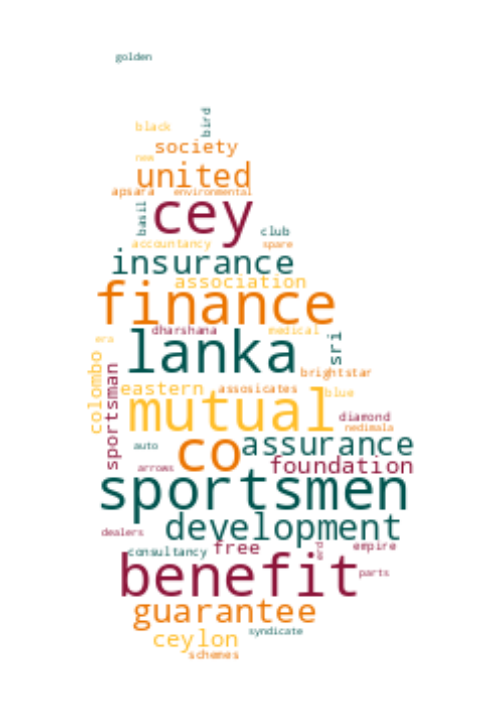 golden
bird
black
society
new
united
apsara environmental
basil
cey
club
accountancy spare
insurance
association
finance
dharshana medical
era
lanka
sri
brightstar
colombo
sportsman
eastern assosicates blue
mutual
diamond
nedimala
auto
co
assurance
arrows
foundation
sportsmen
dealers
development
consultancy free
erd
empire
benefit
parts
guarantee
ceylon
syndicate
schemes